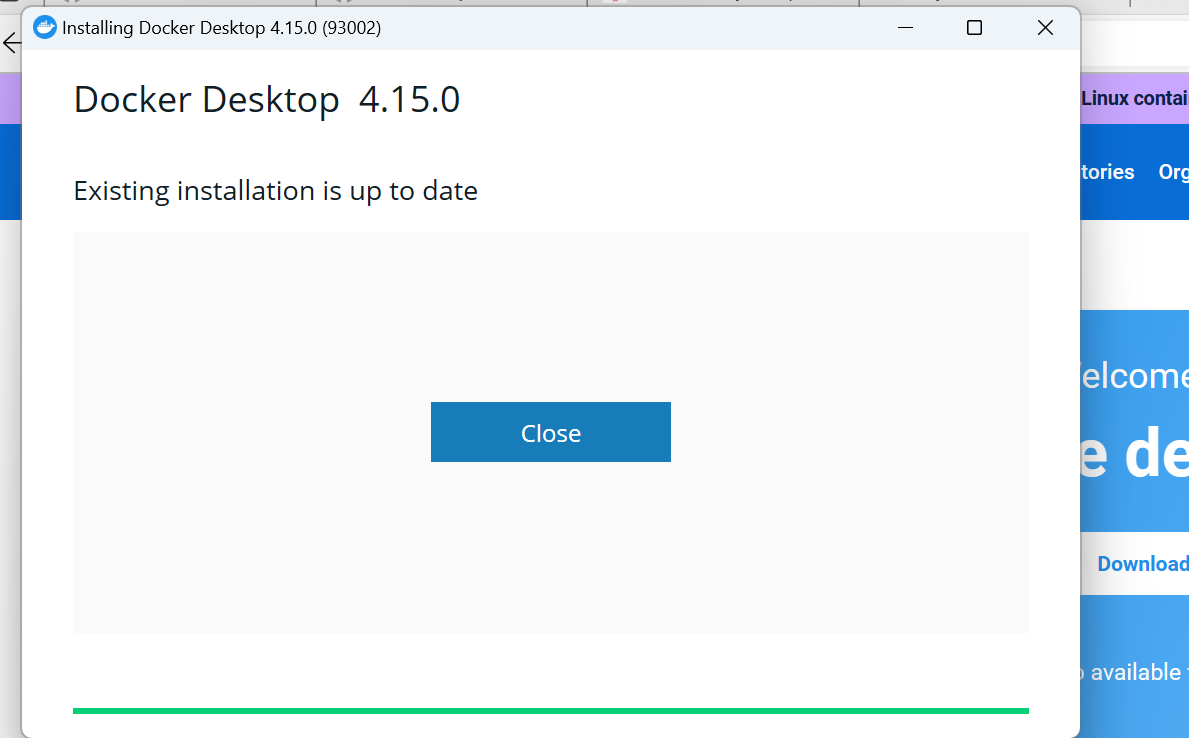 Installing Docker Desktop 4.15.0 (93002)
Docker Desktop 4.15.0
Linux contai
tories Org
Existing installation is up to date
elcome
e de
Close
Download
available